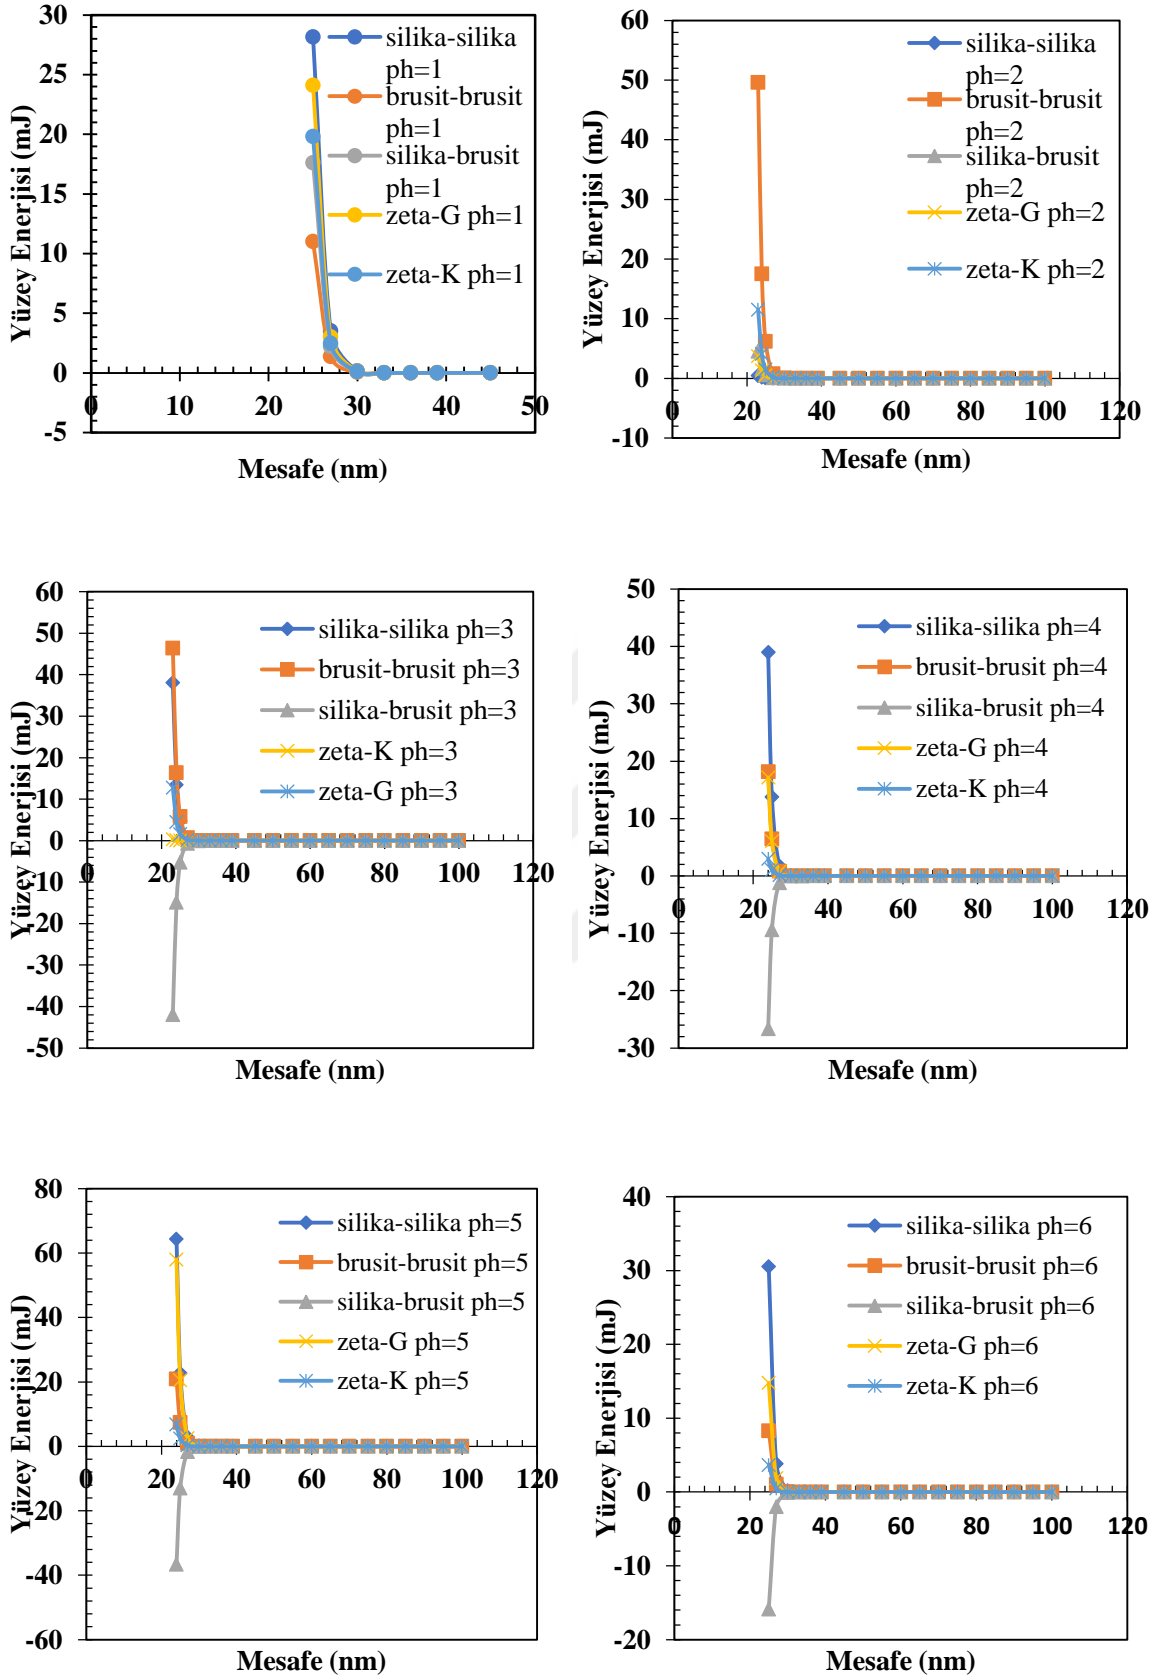 30
25
20
15
10
5
0
-5
0
10
20
30
40
50
Yüzey Enerjisi (mJ)
Mesafe (nm)
silika-silika
ph=1
brusit-brusit
ph=1
silika-brusit
ph=1
zeta-G ph=1
zeta-K ph=1
60
50
40
30
20
10
0
-10
0
20
40
60
80
100
120
Yüzey Enerjisi (mJ)
Mesafe (nm)
silika-silika
ph=2
brusit-brusit
ph=2
silika-brusit
ph=2
zeta-G ph=2
zeta-K ph=2
60
50
40
30
20
10
0
-10
-20
-30
-40
-50
0
20
40
60
80
100
120
Yüzey Enerjisi (mJ)
Mesafe (nm)
silika-silika ph=3
brusit-brusit ph=3
silika-brusit ph=3
zeta-K ph=3
zeta-G ph=3
50
40
30
20
10
0
-10
-20
-30
0
20
40
60
80
100
120
Yüzey Enerjisi (mJ)
Mesafe (nm)
silika-silika ph=4
brusit-brusit ph=4
silika-brusit ph=4
zeta-G ph=4
zeta-K ph=4
80
60
40
20
0
-20
-40
-60
0
20
40
60
80
100
120
Yüzey Enerjisi (mJ)
Mesafe (nm)
silika-silika ph=5
brusit-brusit ph=5
silika-brusit ph=5
zeta-G ph=5
zeta-K ph=5
40
30
20
10
0
-10
-20
0
20
40
60
80
100
120
Yüzey Enerjisi (mJ)
Mesafe (nm)
silika-silika ph=6
brusit-brusit ph=6
silika-brusit ph=6
zeta-G ph=6
zeta-K ph=6